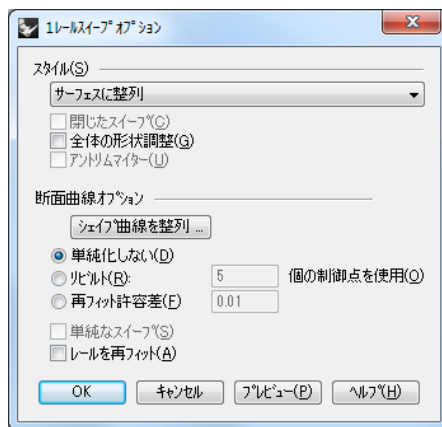 1レールスイープ オプション
スタイル(S)
サーフェスに整列
閉じたスイープ(C)
全体の形状調整(G)
アントリムマイター(U)
断面曲線オプション
シェイプ曲線を整列 ...
単純化しない(D)
リビルト(R): 5 個の制御点を使用(O)
再フィット許容差(F) 0.01
単純なスイープ(S)
レールを再フィット(A)
OK キャンセル プレビュー(P) ヘルプ(H)